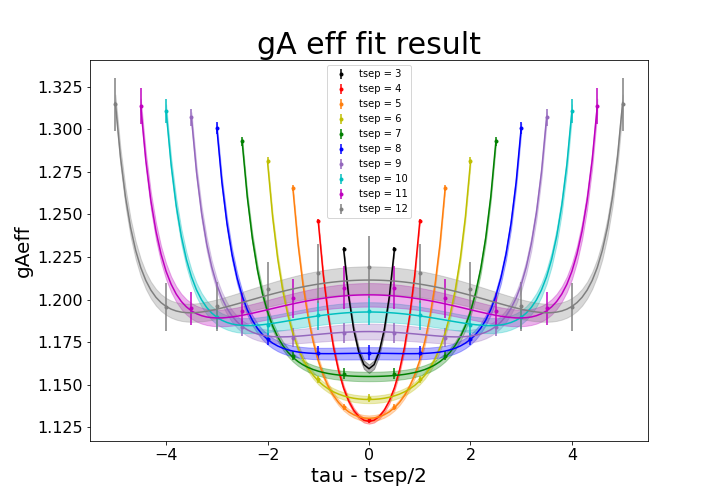 gA eff fit result
tsep = 3
tsep = 4
tsep = 5
tsep = 6
tsep = 7
tsep = 8
tsep = 9
tsep = 10
tsep = 11
tsep = 12
gAeff
1.325
1.300
1.275
1.250
1.225
1.200
1.175
1.150
1.125
−4 −2 0 2 4
tau - tsep/2